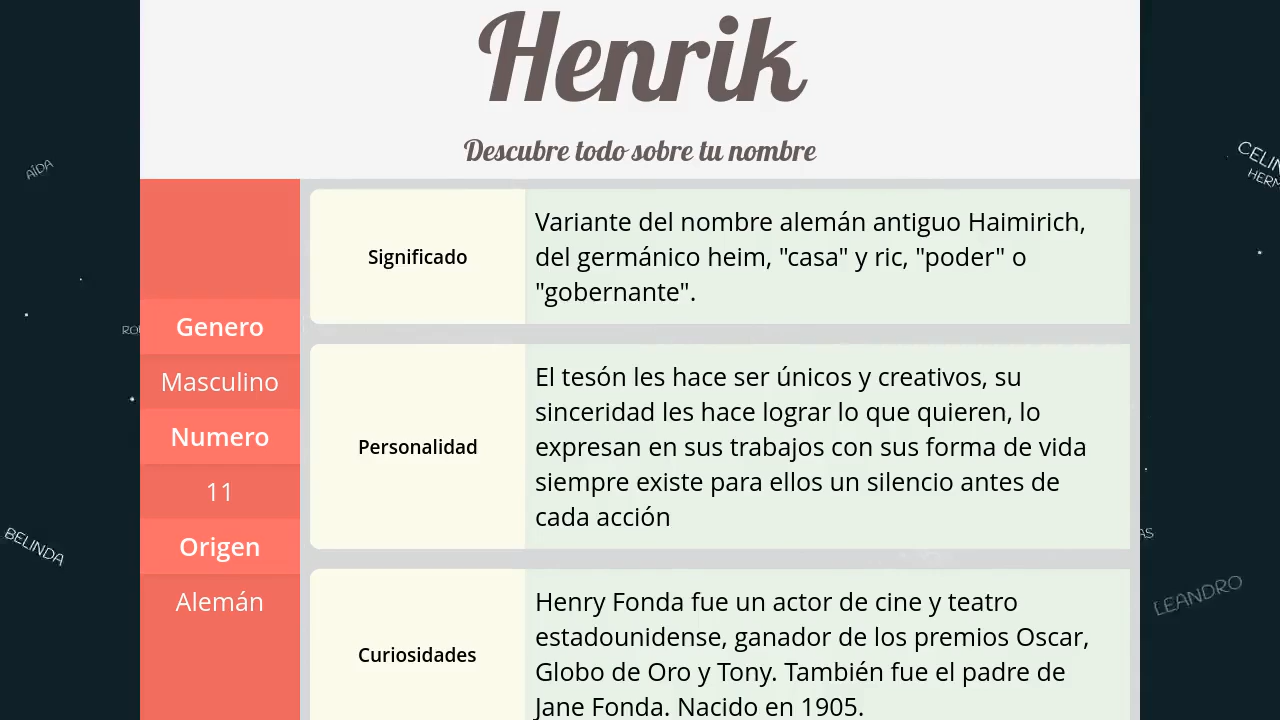 Henrik
Descubre todo sobre tu nombre
AÍDA
CELIN
HERM
BELINDA
LEANDRO
Genero
Masculino
Numero
11
Origen
Alemán
Significado
Variante del nombre alemán antiguo Haimirich,
del germánico heim, "casa" y ric, "poder" o
"gobernante".
Personalidad
El tesón les hace ser únicos y creativos, su
sinceridad les hace lograr lo que quieren, lo
expresan en sus trabajos con sus forma de vida
siempre existe para ellos un silencio antes de
cada acción
Curiosidades
Henry Fonda fue un actor de cine y teatro
estadounidense, ganador de los premios Oscar,
Globo de Oro y Tony. También fue el padre de
Jane Fonda. Nacido en 1905.